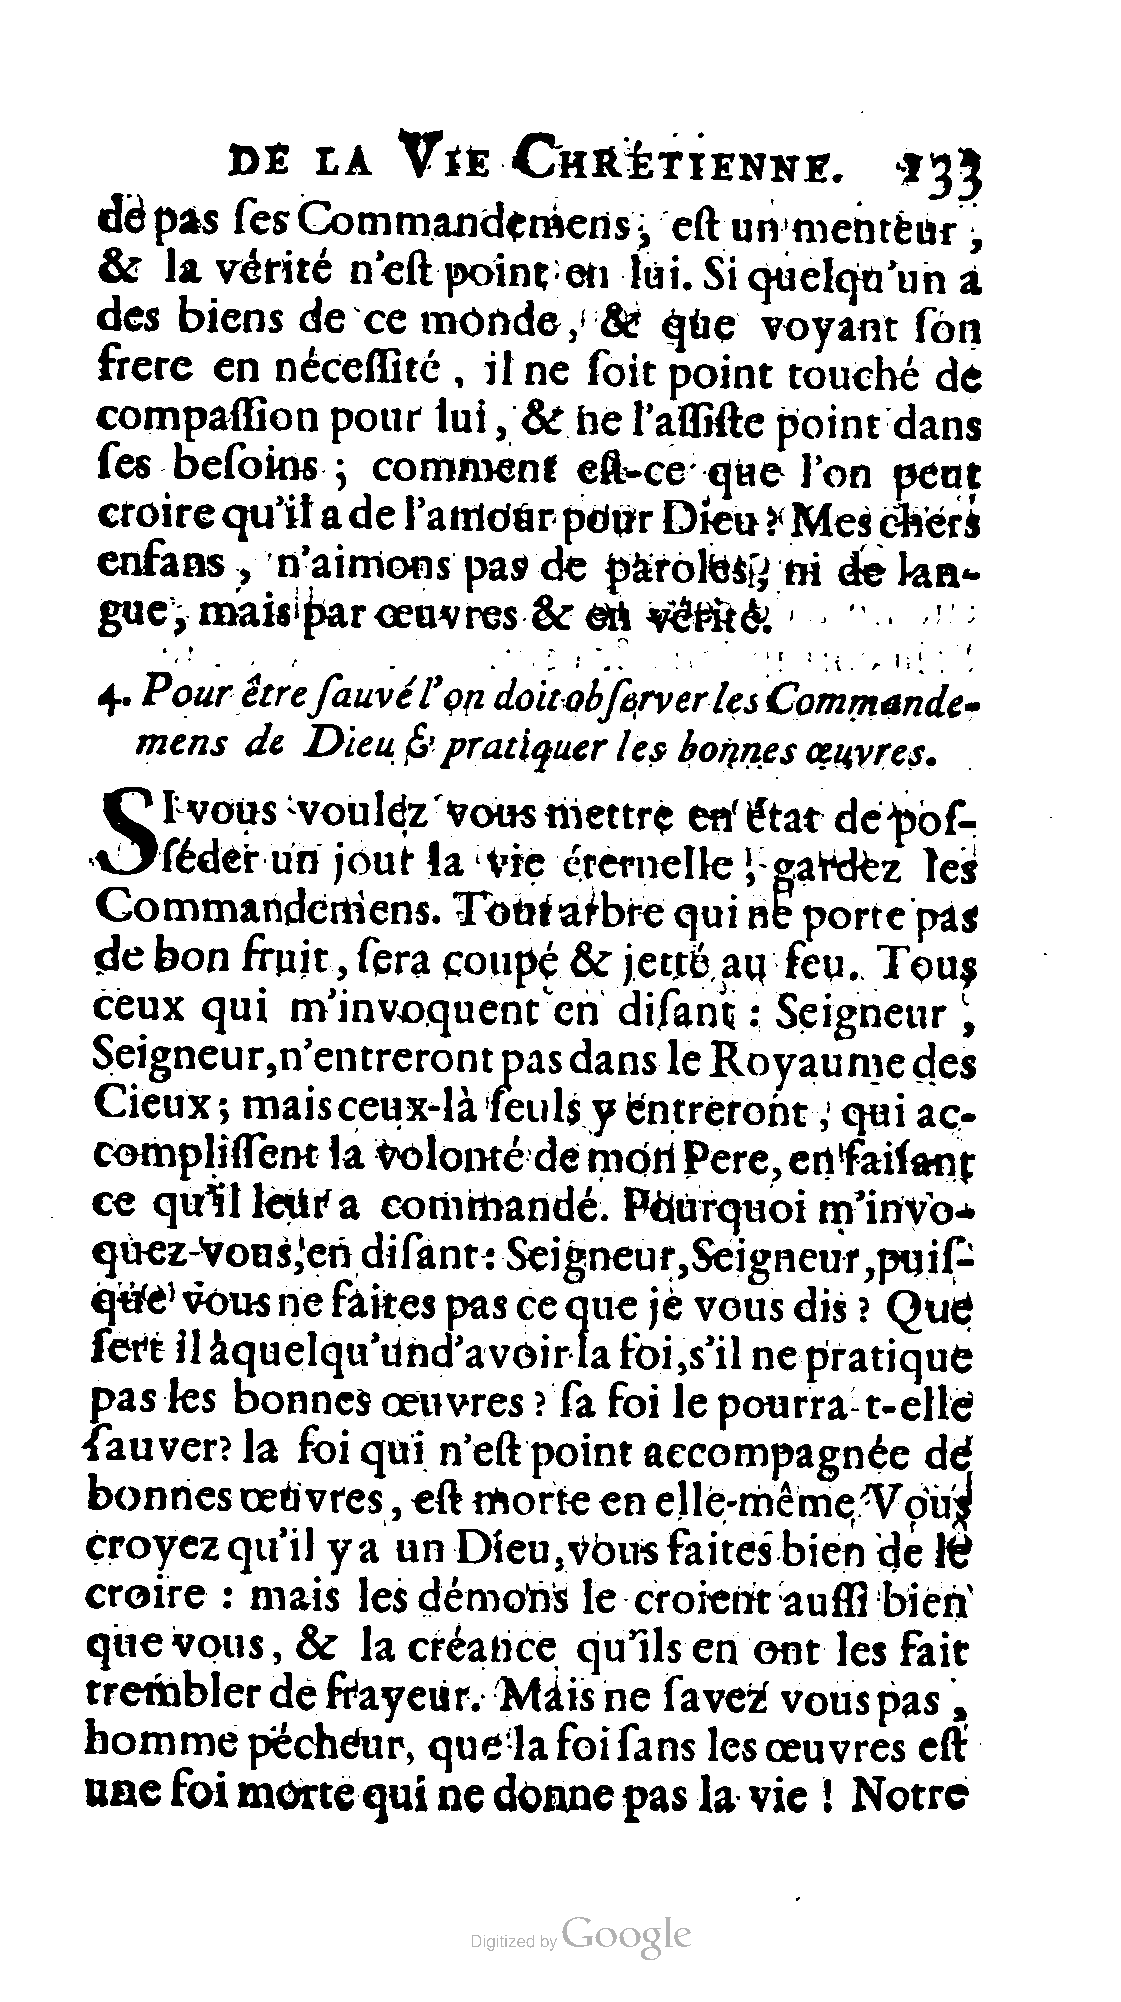 DE LA VIE CHRÉTIENNE. 133
de pas ſes Commandemens, eſt un menteur,
& la vérité n'eſt point en lui. Si quelqu'un a
des biens de ce monde, & que voyant ſon
frere en néceſſité, il ne ſoit point touché de
compaſſion pour lui, & ne l'aſſiſte point dans
ſes beſoins ; comment eſt-ce que l'on peut
croire qu'il a de l'amour pour Dieu ? Mes chers
enfans, n'aimons pas de paroles, ni de lan-
gue, mais par œuvres & en vérité.
4. Pour être ſauvé l'on doit obſerver les Commande-
mens de Dieu & pratiquer les bonnes œuvres.
SI vous voulez vous mettre en état de poſ-
ſéder un jour la vie éternelle, gardez les
Commandemens. Tout arbre qui ne porte pas
de bon fruit, ſera coupé & jetté au feu. Tous
ceux qui m'invoquent en diſant : Seigneur,
Seigneur, n'entreront pas dans le Royaume des
Cieux ; mais ceux-là ſeuls y entreront, qui ac-
compliſſent la volonté de mon Pere, en faiſant
ce qu'il leur a commandé. Pourquoi m'invo-
quez-vous, en diſant : Seigneur, Seigneur, puiſ-
que vous ne faites pas ce que je vous dis ? Que
ſert il à quelqu'un d'avoir la foi, s'il ne pratique
pas les bonnes œuvres ? ſa foi le pourra-t-elle
ſauver ? la foi qui n'eſt point accompagnée de
bonnes œuvres, eſt morte en elle-même. Vous
croyez qu'il y a un Dieu, vous faites bien de le
croire : mais les démons le croient auſſi bien
que vous, & la créance qu'ils en ont les fait
trembler de frayeur. Mais ne ſavez vous pas,
homme pécheur, que la foi ſans les œuvres eſt
une foi morte qui ne donne pas la vie ! Notre
Digitized by Google